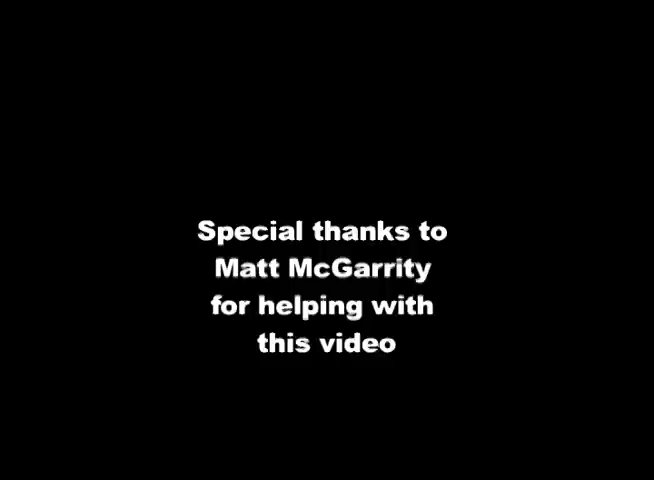 Special thanks to
Matt McGarrity
for helping with
this video